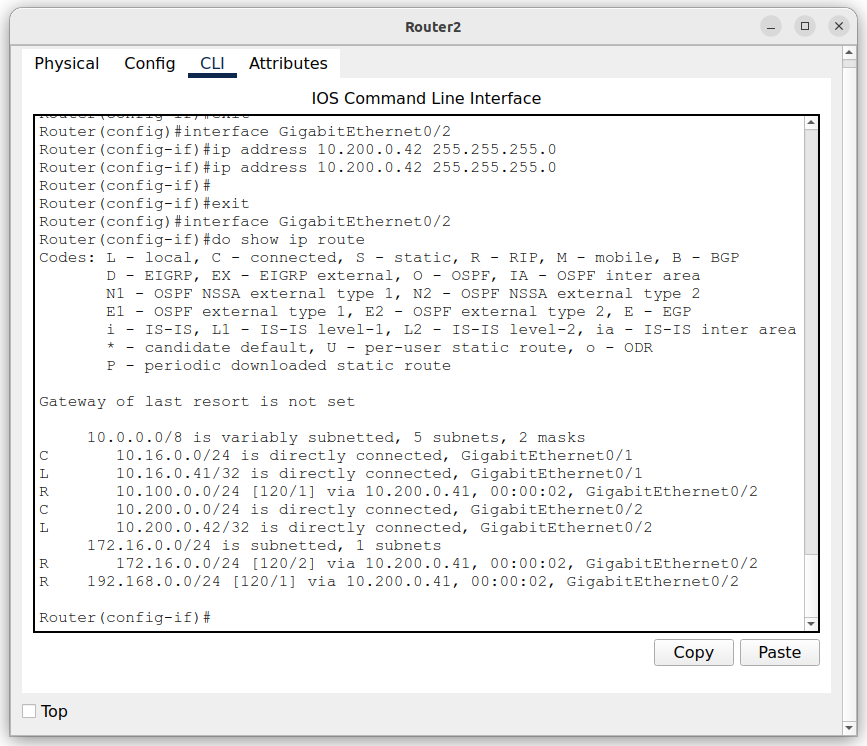 Router2
Physical Config CLI Attributes
IOS Command Line Interface
Router(config-if)#exit
Router(config)#interface GigabitEthernet0/2
Router(config-if)#ip address 10.200.0.42 255.255.255.0
Router(config-if)#ip address 10.200.0.42 255.255.255.0
Router(config-if)#
Router(config-if)#exit
Router(config)#interface GigabitEthernet0/2
Router(config-if)#do show ip route
Codes: L - local, C - connected, S - static, R - RIP, M - mobile, B - BGP
       D - EIGRP, EX - EIGRP external, O - OSPF, IA - OSPF inter area
       N1 - OSPF NSSA external type 1, N2 - OSPF NSSA external type 2
       E1 - OSPF external type 1, E2 - OSPF external type 2, E - EGP
       i - IS-IS, L1 - IS-IS level-1, L2 - IS-IS level-2, ia - IS-IS inter area
       * - candidate default, U - per-user static route, o - ODR
       P - periodic downloaded static route
Gateway of last resort is not set
     10.0.0.0/8 is variably subnetted, 5 subnets, 2 masks
C       10.16.0.0/24 is directly connected, GigabitEthernet0/1
L       10.16.0.41/32 is directly connected, GigabitEthernet0/1
R       10.100.0.0/24 [120/1] via 10.200.0.41, 00:00:02, GigabitEthernet0/2
C       10.200.0.0/24 is directly connected, GigabitEthernet0/2
L       10.200.0.42/32 is directly connected, GigabitEthernet0/2
     172.16.0.0/24 is subnetted, 1 subnets
R       172.16.0.0/24 [120/2] via 10.200.0.41, 00:00:02, GigabitEthernet0/2
R    192.168.0.0/24 [120/1] via 10.200.0.41, 00:00:02, GigabitEthernet0/2
Router(config-if)#
Copy Paste
Top